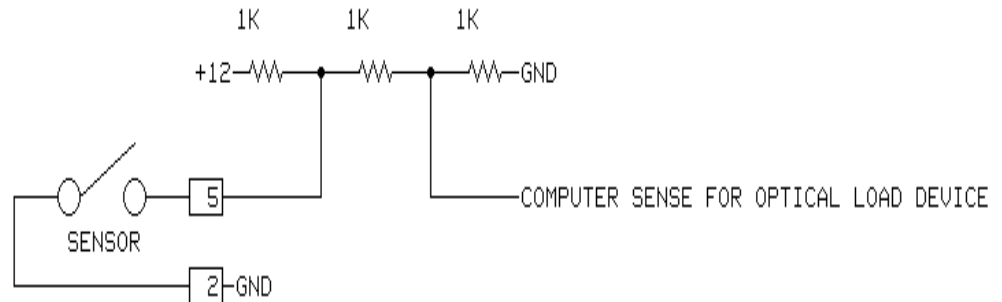 1K 1K 1K
+12 GND
5 COMPUTER SENSE FOR OPTICAL LOAD DEVICE
SENSOR
2 GND